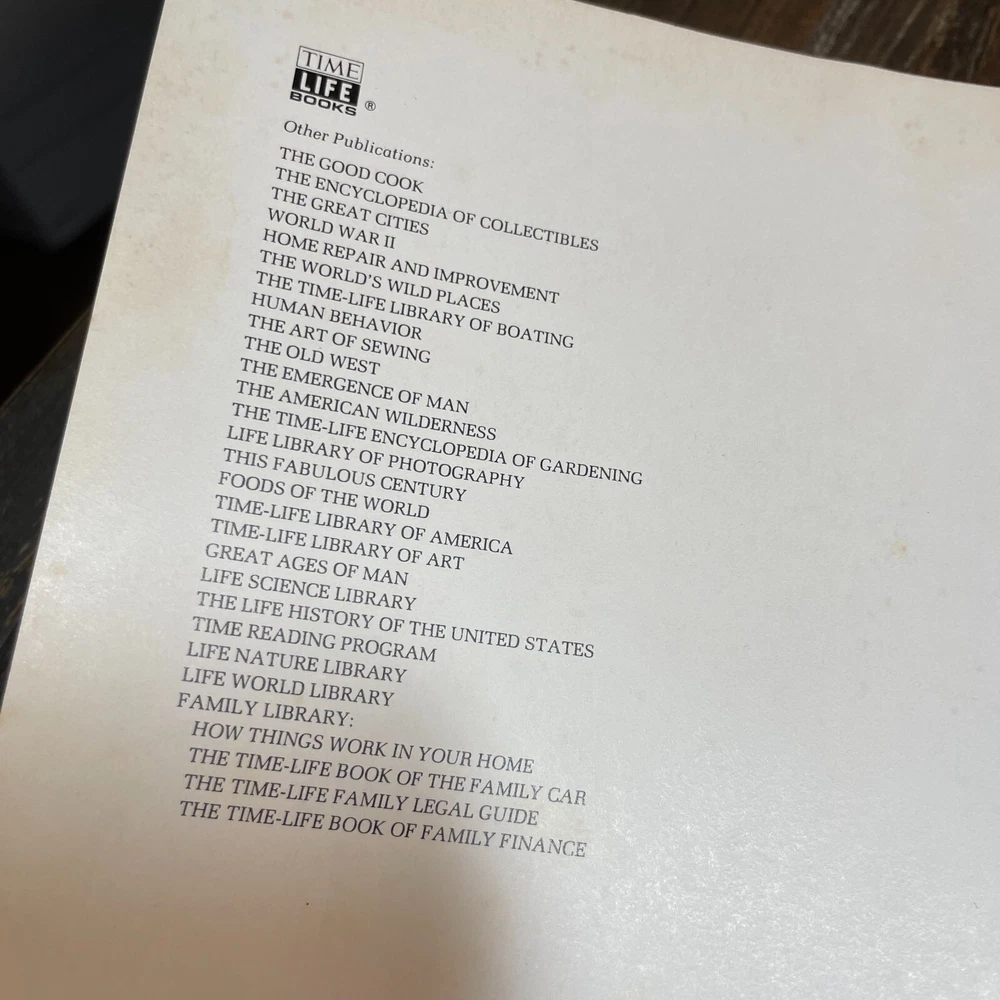 TIME
LIFE
BOOKS ®
Other Publications:
THE GOOD COOK
THE ENCYCLOPEDIA OF COLLECTIBLES
THE GREAT CITIES
WORLD WAR II
HOME REPAIR AND IMPROVEMENT
THE WORLD'S WILD PLACES
THE TIME-LIFE LIBRARY OF BOATING
HUMAN BEHAVIOR
THE ART OF SEWING
THE OLD WEST
THE EMERGENCE OF MAN
THE AMERICAN WILDERNESS
THE TIME-LIFE ENCYCLOPEDIA OF GARDENING
LIFE LIBRARY OF PHOTOGRAPHY
THIS FABULOUS CENTURY
FOODS OF THE WORLD
TIME-LIFE LIBRARY OF AMERICA
TIME-LIFE LIBRARY OF ART
GREAT AGES OF MAN
LIFE SCIENCE LIBRARY
THE LIFE HISTORY OF THE UNITED STATES
TIME READING PROGRAM
LIFE NATURE LIBRARY
LIFE WORLD LIBRARY
FAMILY LIBRARY:
HOW THINGS WORK IN YOUR HOME
THE TIME-LIFE BOOK OF THE FAMILY CAR
THE TIME-LIFE FAMILY LEGAL GUIDE
THE TIME-LIFE BOOK OF FAMILY FINANCE